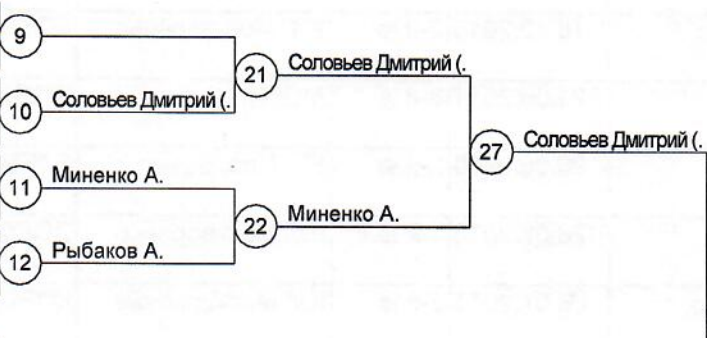 9
21 Соловьев Дмитрий (.
10 Соловьев Дмитрий (.
27 Соловьев Дмитрий (.
11 Миненко А.
22 Миненко А.
12 Рыбаков А.